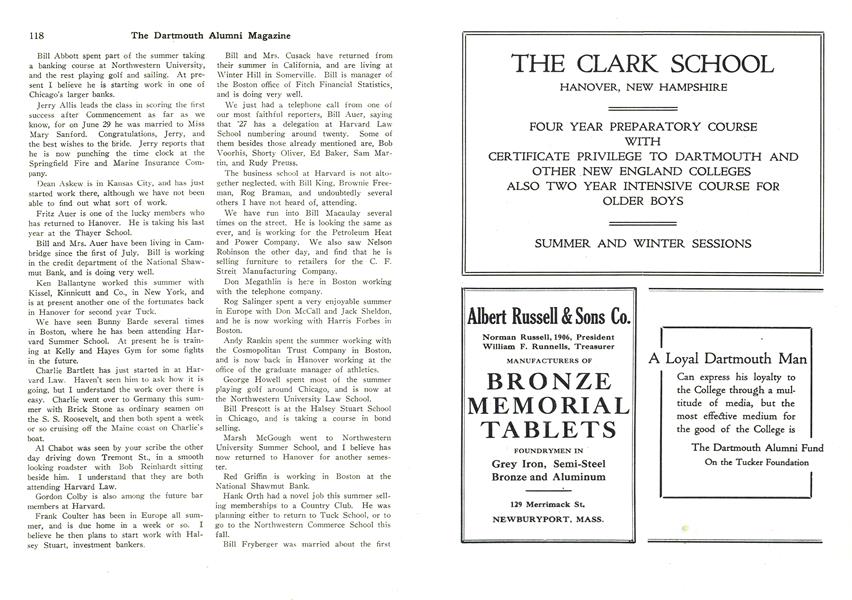 118
The Dartmouth Alumni Magazine
Bill Abbott spent part of the summer taking
a banking course at Northwestern University,
and the rest playing golf and sailing. At pre-
sent I believe he is starting work in one of
Chicago's larger banks.
Jerry Allis leads the class in scoring the first
success after Commencement as far as we
know, for on June 29 he was married to Miss
Mary Sanford. Congratulations, Jerry, and
the best wishes to the bride. Jerry reports that
he is now punching the time clock at the
Springfield Fire and Marine Insurance Com-
pany.
Dean Askew is in Kansas City, and has just
started work there, although we have not been
able to find out what sort of work.
Fritz Auer is one of the lucky members who
has returned to Hanover. He is taking his last
year at the Thayer School.
Bill and Mrs. Auer have been living in Cam-
bridge since the first of July. Bill is working
in the credit department of the National Shaw-
mut Bank, and is doing very well.
Ken Ballantyne worked this summer with
Kissel, Kinnicutt and Co., in New York, and
is at present another one of the fortunates back
in Hanover for second year Tuck.
We have seen Bunny Barde several times
in Boston, where he has been attending Har-
vard Summer School. At present he is train-
ing at Kelly and Hayes Gym for some fights
in the future.
Charlie Bartlett has just started in at Har-
vard Law. Haven't seen him to ask how it is
going, but I understand the work over there is
easy. Charlie went over to Germany this sum-
mer with Brick Stone as ordinary seamen on
the S. S. Roosevelt, and then both spent a week
or so cruising off the Maine coast on Charlie's
boat.
Al Chabot was seen by your scribe the other
day driving down Tremont St., in a smooth
looking roadster with Bob Reinhardt sitting
beside him. I understand that they are both
attending Harvard Law.
Gordon Colby is also among the future bar
members at Harvard.
Frank Coulter has been in Europe all sum-
mer, and is due home in a week or so. I
believe he then plans to start work with Hal-
sey Stuart, investment bankers.
Bill and Mrs. Cusack have returned from
their summer in California, and are living at
Winter Hill in Somerville. Bill is manager of
the Boston office of Fitch Financial Statistics,
and is doing very well.
We just had a telephone call from one of
our most faithful reporters, Bill Auer, saying
that '27 has a delegation at Harvard Law
School numbering around twenty. Some of
them besides those already mentioned are, Bob
Voorhis, Shorty Oliver, Ed Baker, Sam Mar-
tin, and Rudy Preuss.
The business school at Harvard is not alto-
gether neglected, with Bill King, Brownie Free-
man, Rog Braman, and undoubtedly several
others I have not heard of, attending.
We have run into Bill Macaulay several
times on the street. He is looking the same as
ever, and is working for the Petroleum Heat
and Power Company. We also saw Nelson
Robinson the other day, and find that he is
selling furniture to retailers for the C. F.
Streit Manufacturing Company.
Don Megathlin is here in Boston working
with the telephone company.
Rog Salinger spent a very enjoyable summer
in Europe with Don McCall and Jack Sheldon,
and he is now working with Harris Forbes in
Boston.
Andy Rankin spent the summer working with
the Cosmopolitan Trust Company in Boston,
and is now back in Hanover working at the
office of the graduate manager of athletics.
George Howell spent most of the summer
playing golf around Chicago, and is now at
the Northwestern University Law School.
Bill Prescott is at the Halsey Stuart School
in Chicago, and is taking a course in bond
selling.
Marsh McGough went to Northwestern
University Summer School, and I believe has
now returned to Hanover for another semes-
ter.
Red Griffin is working in Boston at the
National Shawmut Bank.
Hank Orth had a novel job this summer sell-
ing memberships to a Country Club. He was
planning either to return to Tuck School, or to
go to the Northwestern Commerce School this
fall.
Bill Fryberger was married about the first
THE CLARK SCHOOL
HANOVER, NEW HAMPSHIRE
FOUR YEAR PREPARATORY COURSE
WITH
CERTIFICATE PRIVILEGE TO DARTMOUTH AND
OTHER NEW ENGLAND COLLEGES
ALSO TWO YEAR INTENSIVE COURSE FOR
OLDER BOYS
SUMMER AND WINTER SESSIONS
Albert Russell & Sons Co.
Norman Russell, 1906, President
William F. Runnells, Treasurer
MANUFACTURERS OF
BRONZE
MEMORIAL
TABLETS
FOUNDRYMEN IN
Grey Iron, Semi-Steel
Bronze and Aluminum
129 Merrimack St.
NEWBURYPORT, MASS.
A Loyal Dartmouth Man
Can express his loyalty to
the College through a mul-
titude of media, but the
most effective medium for
the good of the College is
The Dartmouth Alumni Fund
On the Tucker Foundation